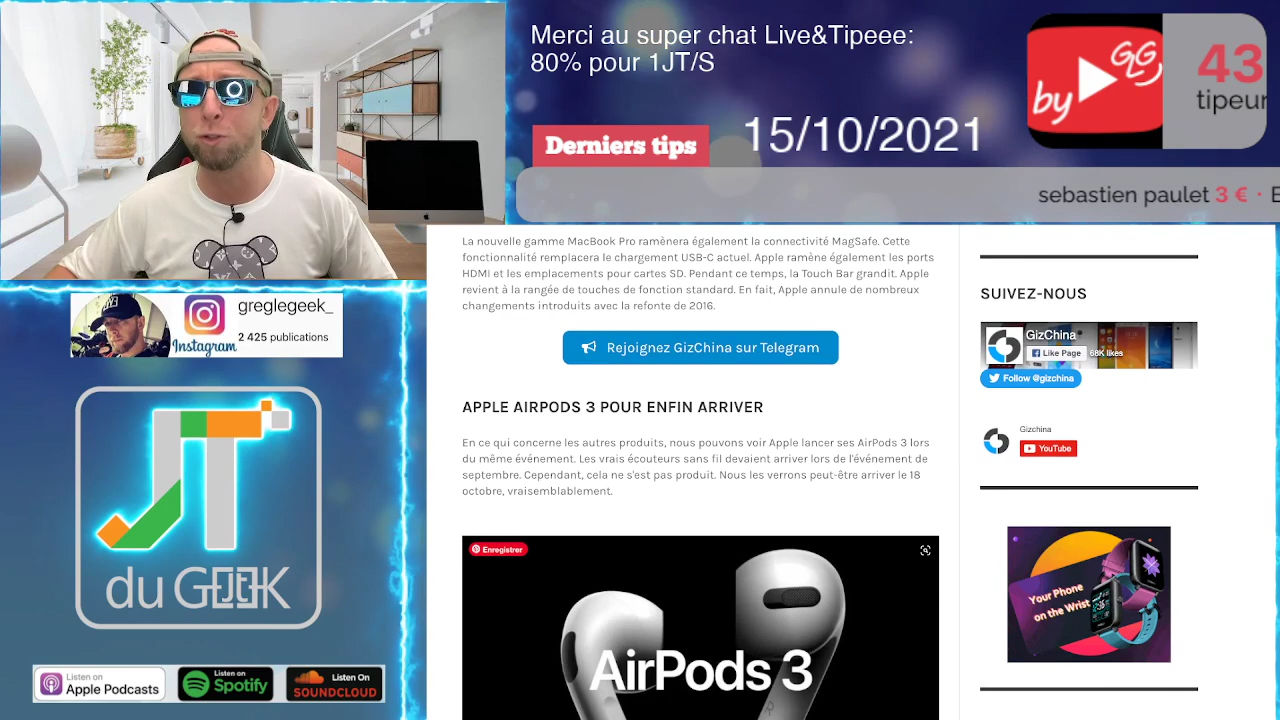 Merci au super chat Live&Tipeee:
80% pour 1JT/S
by GLG
43
tipeur
Derniers tips
15/10/2021
sebastien paulet 3 € · E
La nouvelle gamme MacBook Pro ramènera également la connectivité MagSafe. Cette
fonctionnalité remplacera le chargement USB-C actuel. Apple ramène également les ports
HDMI et les emplacements pour cartes SD. Pendant ce temps, la Touch Bar grandit. Apple
revient à la rangée de touches de fonction standard. En fait, Apple annule de nombreux
changements introduits avec la refonte de 2016.
Rejoignez GizChina sur Telegram
APPLE AIRPODS 3 POUR ENFIN ARRIVER
En ce qui concerne les autres produits, nous pouvons voir Apple lancer ses AirPods 3 lors
du même événement. Les vrais écouteurs sans fil devaient arriver lors de l'événement de
septembre. Cependant, cela ne s'est pas produit. Nous les verrons peut-être arriver le 18
octobre, vraisemblablement.
Enregistrer
AirPods 3
SUIVEZ-NOUS
GizChina
Like Page
68K likes
Follow @gizchina
Gizchina
YouTube
Your Phone
on the Wrist
greglegeek_
2 425 publications
Instagram
JT
du GEEK
Listen on
Apple Podcasts
Listen on
Spotify
Listen On
SOUNDCLOUD